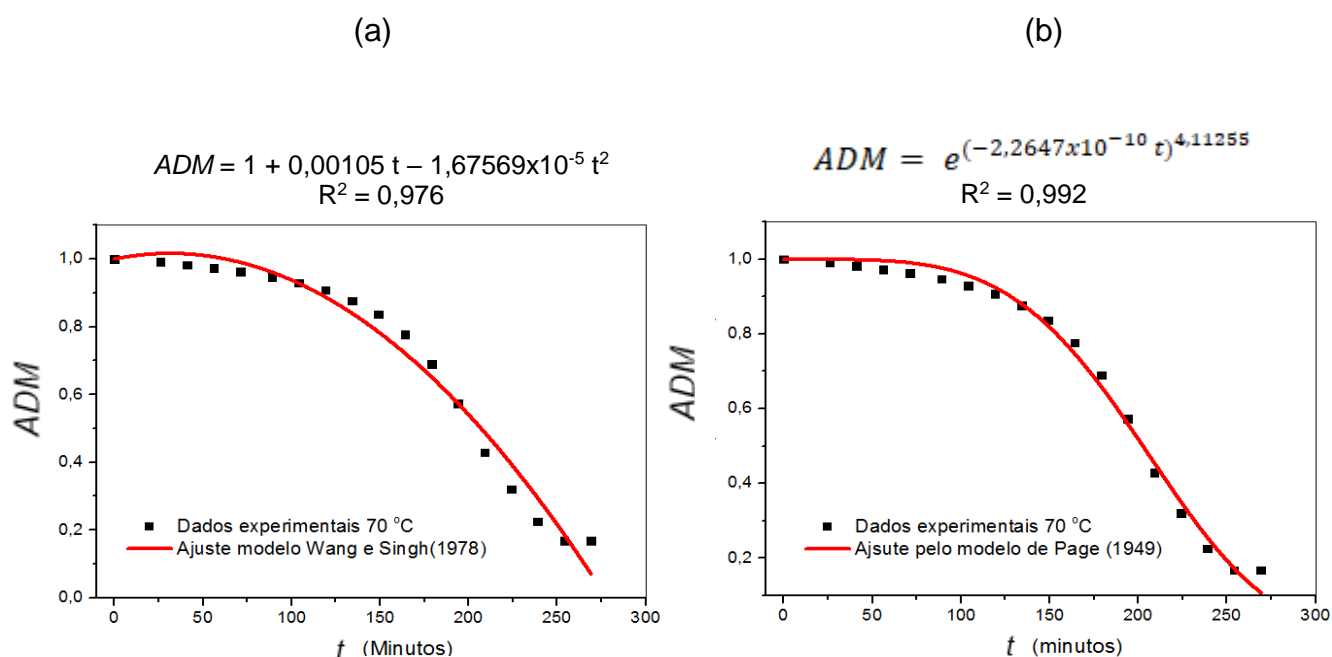 (a)
ADM = 1 + 0,00105 t – 1,67569x10⁻⁵ t²
R² = 0,976
1,0
0,8
0,6
0,4
0,2
0,0
ADM
■ Dados experimentais 70 °C
Ajuste modelo Wang e Singh(1978)
0 50 100 150 200 250 300
t (Minutos)
(b)
ADM = e^(−2,2647x10⁻¹⁰ t)^4,11255
R² = 0,992
1,0
0,8
0,6
0,4
0,2
ADM
■ Dados experimentais 70 °C
Ajsute pelo modelo de Page (1949)
0 50 100 150 200 250 300
t (minutos)